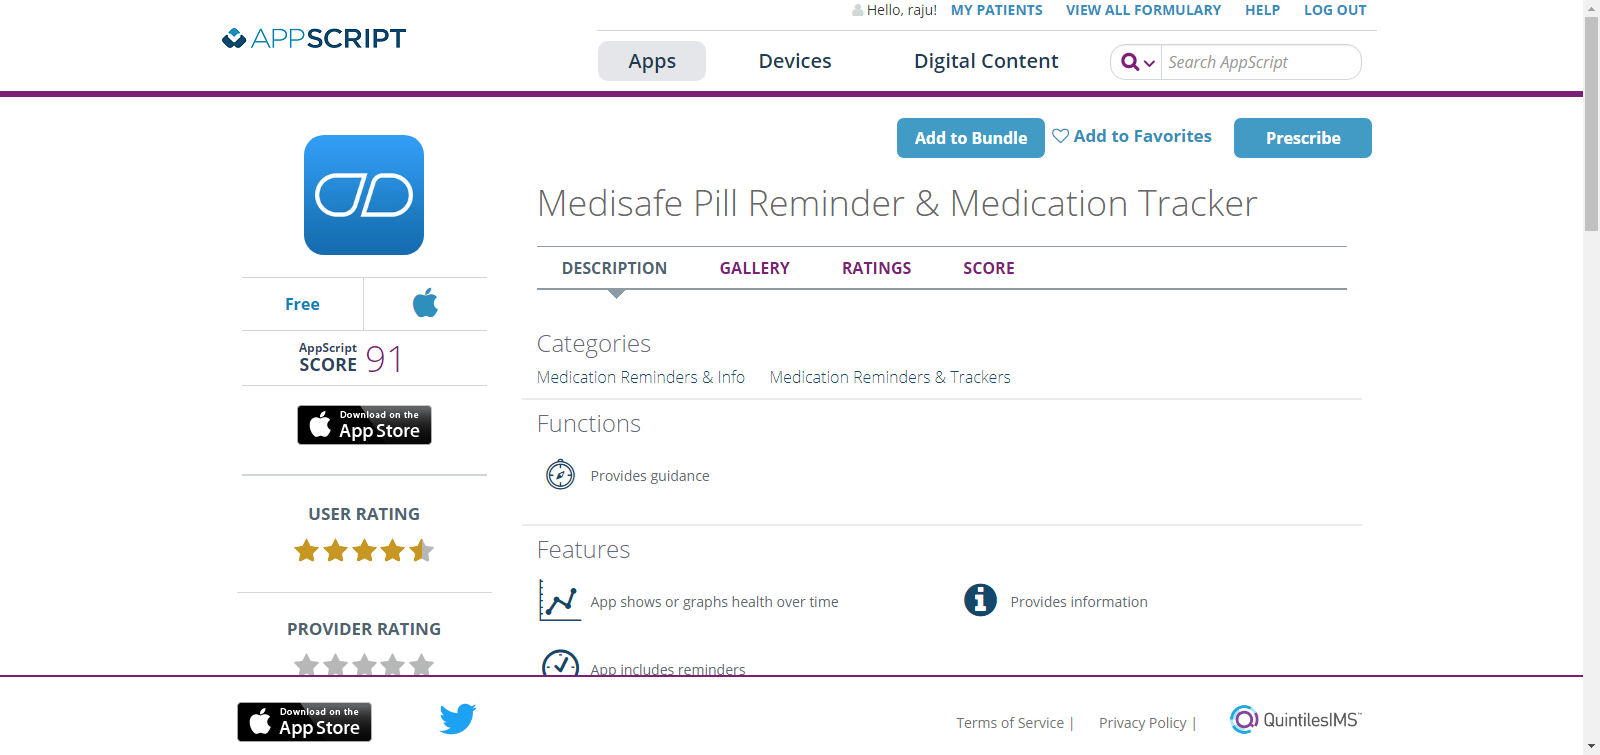 Hello, raju! MY PATIENTS VIEW ALL FORMULARY HELP LOG OUT
APPSCRIPT
Apps Devices Digital Content Search AppScript
Add to Bundle Add to Favorites Prescribe
Medisafe Pill Reminder & Medication Tracker
DESCRIPTION GALLERY RATINGS SCORE
Free
AppScript
SCORE 91
Download on the
App Store
USER RATING
PROVIDER RATING
Categories
Medication Reminders & Info Medication Reminders & Trackers
Functions
Provides guidance
Features
App shows or graphs health over time Provides information
App includes reminders
Download on the
App Store
Terms of Service | Privacy Policy | QuintilesIMS™